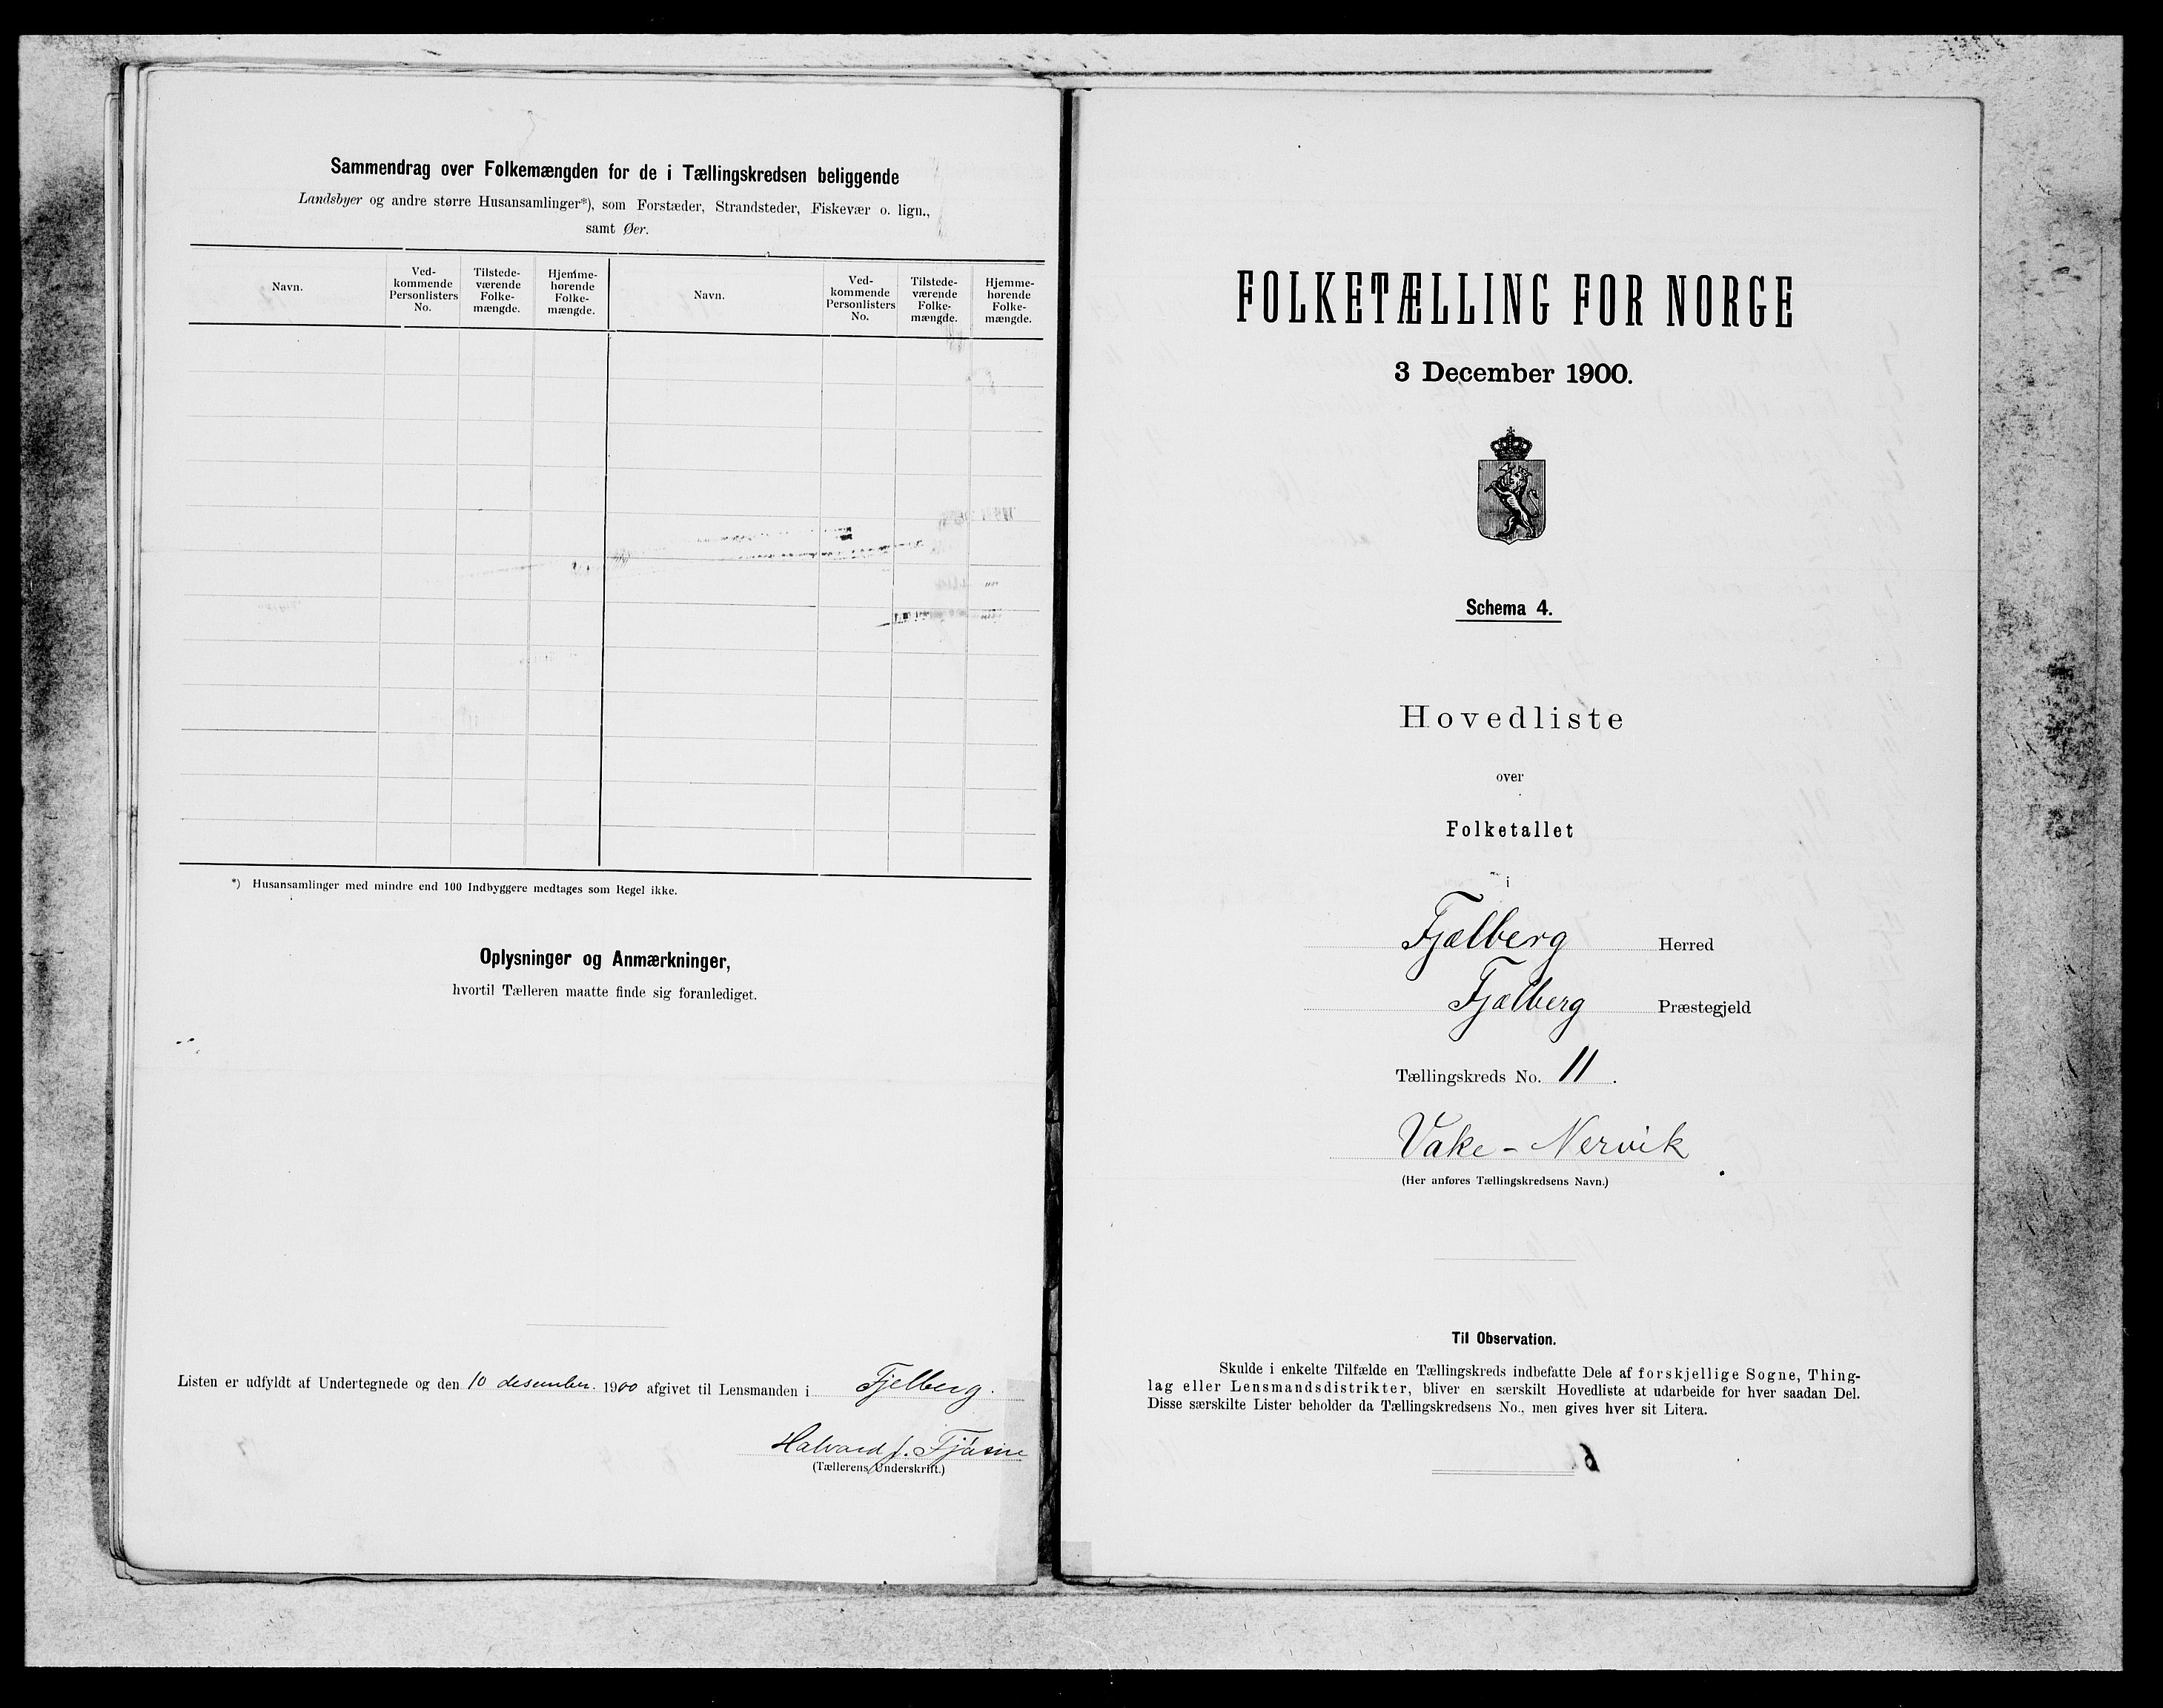 Sammendrag over Folkemængden for de i Tællingskredsen beliggende
Landsbyer og andre større Husansamlinger*), som Forstæder, Strandsteder, Fiskevær o. lign.,
samt Øer.
Navn.
Ved-
kommende
Personlisters
No.
Tilstede-
værende
Folke-
mængde.
Hjemme-
hørende
Folke-
mængde.
Navn.
Ved-
kommende
Personlisters
No.
Tilstede-
værende
Folke-
mængde.
Hjemme-
hørende
Folke-
mængde.
*) Husansamlinger med mindre end 100 Indbyggere medtages som Regel ikke.
Oplysninger og Anmærkninger,
hvortil Tælleren maatte finde sig foranlediget.
Listen er udfyldt af Undertegnede og den 10 desember. 1900 afgivet til Lensmanden i Fjelberg.
Halvard J. Fjösne
(Tællerens Underskrift.)
FOLKETÆLLING FOR NORGE
3 December 1900.
Schema 4.
Hovedliste
over
Folketallet
i
Fjælberg Herred
Fjælberg Præstegjeld
Tællingskreds No. 11.
Vake-Nervik
(Her anføres Tællingskredsens Navn.)
Til Observation.
Skulde i enkelte Tilfælde en Tællingskreds indbefatte Dele af forskjellige Sogne, Thing-
lag eller Lensmandsdistrikter, bliver en særskilt Hovedliste at udarbeide for hver saadan Del.
Disse særskilte Lister beholder da Tællingskredsens No., men gives hver sit Litera.